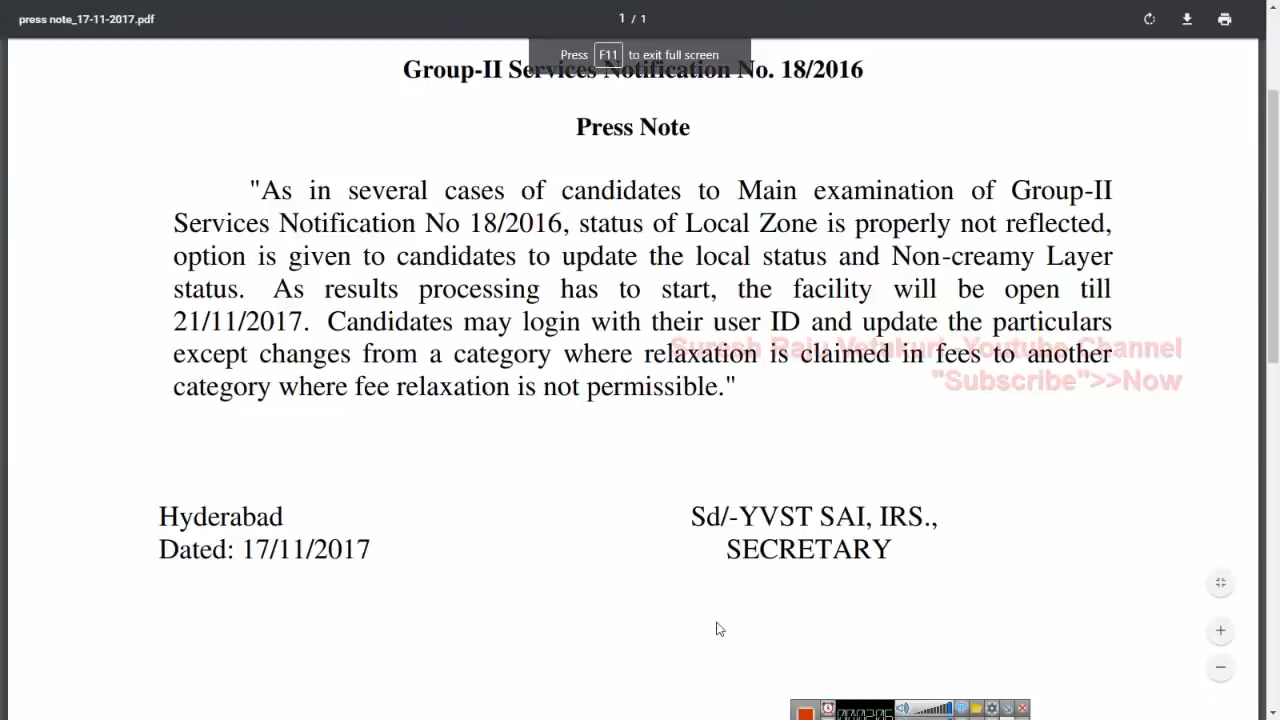 press note_17-11-2017.pdf
1 / 1
Press F11 to exit full screen
Group-II Services Notification No. 18/2016
Press Note
"As in several cases of candidates to Main examination of Group-II
Services Notification No 18/2016, status of Local Zone is properly not reflected,
option is given to candidates to update the local status and Non-creamy Layer
status. As results processing has to start, the facility will be open till
21/11/2017. Candidates may login with their user ID and update the particulars
except changes from a category where relaxation is claimed in fees to another
category where fee relaxation is not permissible."
Suresh Raju Vetukuri Youtube Channel
"Subscribe">>Now
Hyderabad
Sd/-YVST SAI, IRS.,
Dated: 17/11/2017
SECRETARY